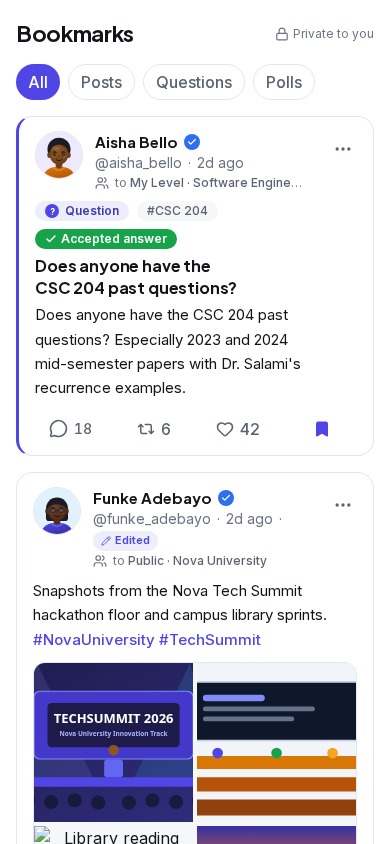 Bookmarks
Private to you
All
Posts
Questions
Polls
Aisha Bello
@aisha_bello · 2d ago
to My Level · Software Engine…
? Question
#CSC 204
Accepted answer
Does anyone have the
CSC 204 past questions?
Does anyone have the CSC 204 past
questions? Especially 2023 and 2024
mid-semester papers with Dr. Salami's
recurrence examples.
18
6
42
Funke Adebayo
@funke_adebayo · 2d ago ·
Edited
to Public · Nova University
Snapshots from the Nova Tech Summit
hackathon floor and campus library sprints.
#NovaUniversity #TechSummit
TECHSUMMIT 2026
Nova University Innovation Track
Library reading